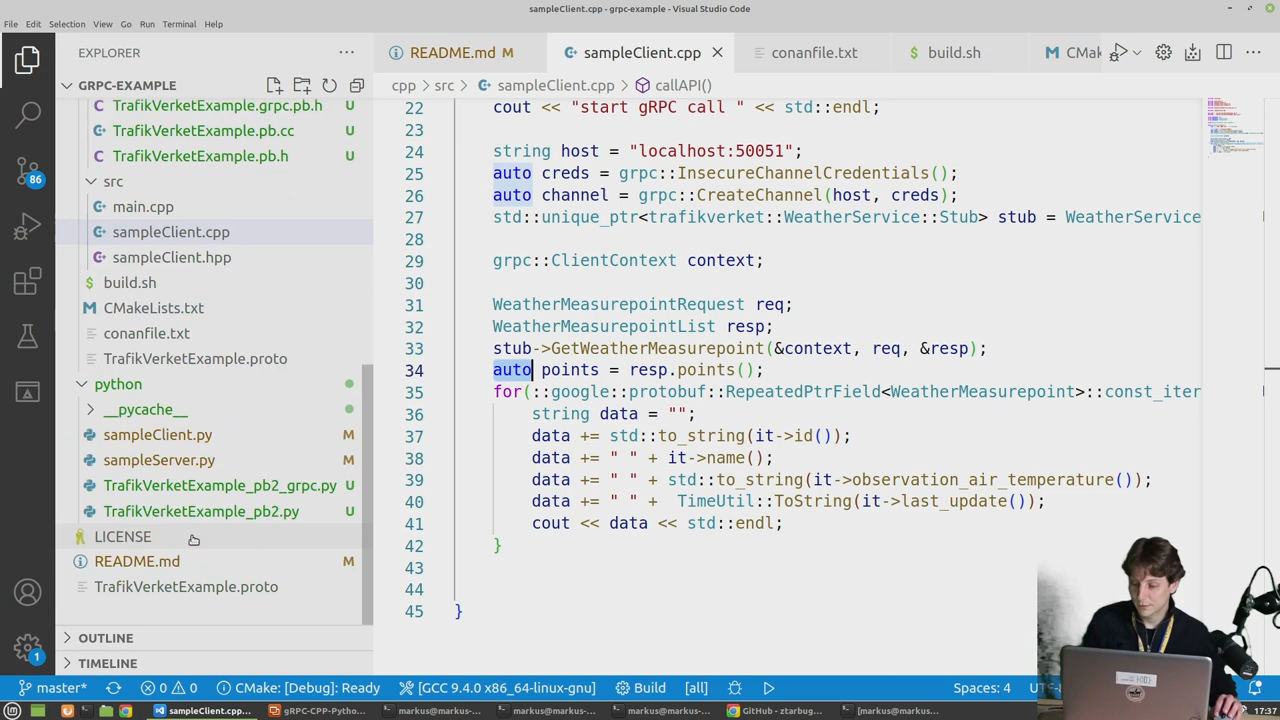 sampleClient.cpp - grpc-example - Visual Studio Code
File Edit Selection View Go Run Terminal Help
EXPLORER
GRPC-EXAMPLE
TrafikVerketExample.grpc.pb.h U
TrafikVerketExample.pb.cc U
TrafikVerketExample.pb.h U
src
main.cpp
sampleClient.cpp
sampleClient.hpp
build.sh
CMakeLists.txt
conanfile.txt
TrafikVerketExample.proto
python
__pycache__
sampleClient.py M
sampleServer.py M
TrafikVerketExample_pb2_grpc.py U
TrafikVerketExample_pb2.py U
LICENSE
README.md M
TrafikVerketExample.proto
OUTLINE
TIMELINE
86
1
README.md M sampleClient.cpp conanfile.txt build.sh CMak
cpp > src > sampleClient.cpp > callAPI()
22 cout << "start gRPC call " << std::endl;
23
24 string host = "localhost:50051";
25 auto creds = grpc::InsecureChannelCredentials();
26 auto channel = grpc::CreateChannel(host, creds);
27 std::unique_ptr<trafikverket::WeatherService::Stub> stub = WeatherService
28
29 grpc::ClientContext context;
30
31 WeatherMeasurepointRequest req;
32 WeatherMeasurepointList resp;
33 stub->GetWeatherMeasurepoint(&context, req, &resp);
34 auto points = resp.points();
35 for(::google::protobuf::RepeatedPtrField<WeatherMeasurepoint>::const_iter
36 string data = "";
37 data += std::to_string(it->id());
38 data += " " + it->name();
39 data += " " + std::to_string(it->observation_air_temperature());
40 data += " " +  TimeUtil::ToString(it->last_update());
41 cout << data << std::endl;
42 }
43
44
45 }
master* 0 0 CMake: [Debug]: Ready [GCC 9.4.0 x86_64-linux-gnu] Build [all] Spaces: 4 UTF-
sampleClient.cpp... gRPC-CPP-Pytho... markus@markus-... markus@markus-... markus@markus-... GitHub - ztarbug... [markus@markus-... 17:37